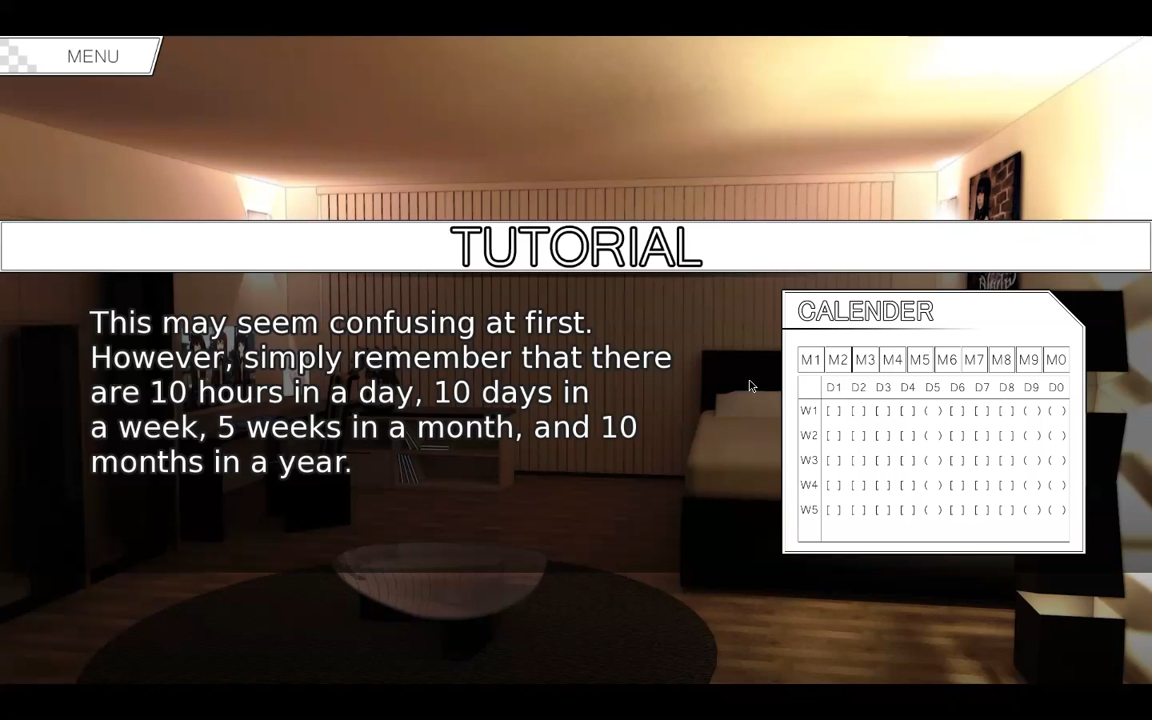 MENU
TUTORIAL
This may seem confusing at first.
However, simply remember that there
are 10 hours in a day, 10 days in
a week, 5 weeks in a month, and 10
months in a year.
CALENDER
M1 M2 M3 M4 M5 M6 M7 M8 M9 M0
D1 D2 D3 D4 D5 D6 D7 D8 D9 D0
W1 [ ] [ ] [ ] [ ] ( ) [ ] [ ] [ ] ( ) ( )
W2 [ ] [ ] [ ] [ ] ( ) [ ] [ ] [ ] ( ) ( )
W3 [ ] [ ] [ ] [ ] ( ) [ ] [ ] [ ] ( ) ( )
W4 [ ] [ ] [ ] [ ] ( ) [ ] [ ] [ ] ( ) ( )
W5 [ ] [ ] [ ] [ ] ( ) [ ] [ ] [ ] ( ) ( )